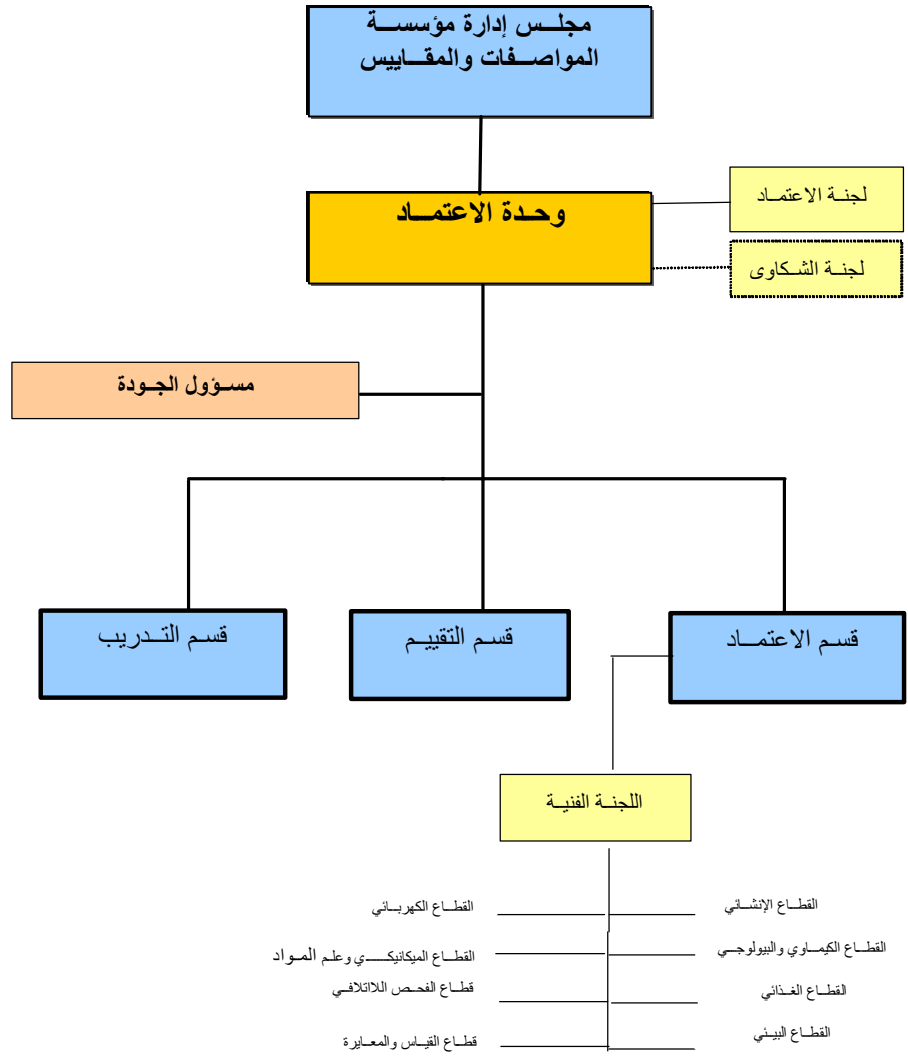 مجلس إدارة مؤسسة
المواصفات والمقاييس
وحدة الاعتماد
لجنة الاعتماد
لجنة الشكاوى
مسؤول الجودة
قسم الاعتماد
قسم التقييم
قسم التدريب
اللجنة الفنية
القطاع الإنشائي
القطاع الكهربائي
القطاع الكيماوي والبيولوجي
القطاع الميكانيكي وعلم المواد
القطاع الغذائي
قطاع الفحص اللااتلافي
القطاع البيئي
قطاع القياس والمعايرة